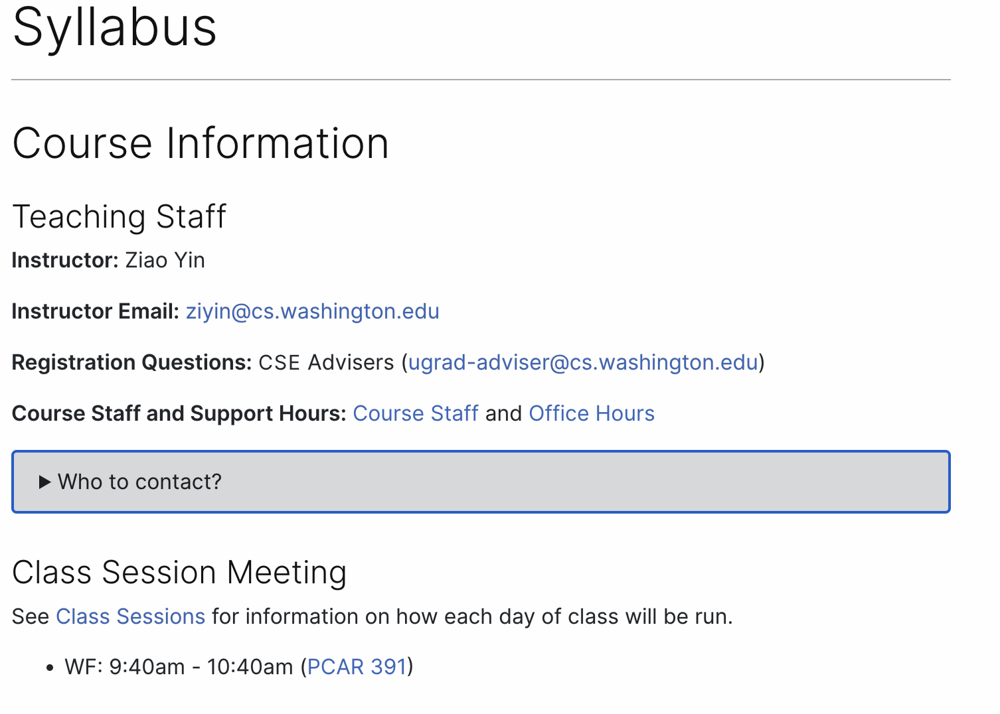 Syllabus
Course Information
Teaching Staff
Instructor: Ziao Yin
Instructor Email: ziyin@cs.washington.edu
Registration Questions: CSE Advisers (ugrad-adviser@cs.washington.edu)
Course Staff and Support Hours: Course Staff and Office Hours
▶ Who to contact?
Class Session Meeting
See Class Sessions for information on how each day of class will be run.
• WF: 9:40am - 10:40am (PCAR 391)